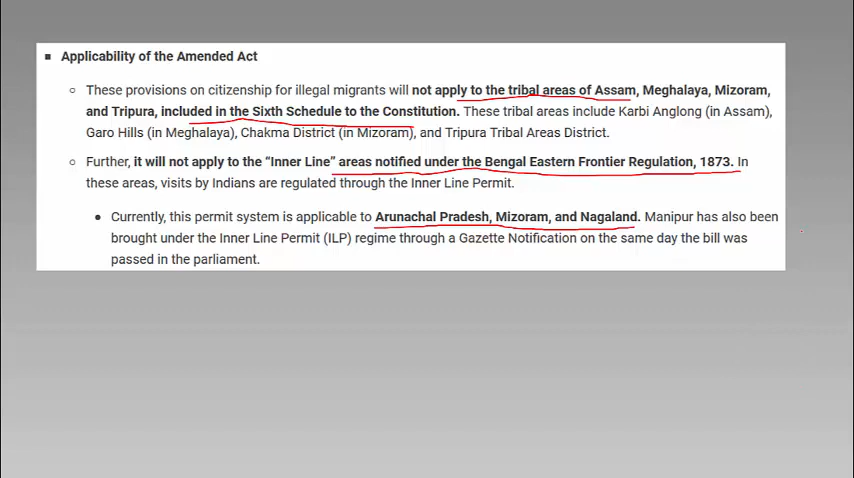 Applicability of the Amended Act
These provisions on citizenship for illegal migrants will not apply to the tribal areas of Assam, Meghalaya, Mizoram,
and Tripura, included in the Sixth Schedule to the Constitution. These tribal areas include Karbi Anglong (in Assam),
Garo Hills (in Meghalaya), Chakma District (in Mizoram), and Tripura Tribal Areas District.
Further, it will not apply to the “Inner Line” areas notified under the Bengal Eastern Frontier Regulation, 1873. In
these areas, visits by Indians are regulated through the Inner Line Permit.
Currently, this permit system is applicable to Arunachal Pradesh, Mizoram, and Nagaland. Manipur has also been
brought under the Inner Line Permit (ILP) regime through a Gazette Notification on the same day the bill was
passed in the parliament.